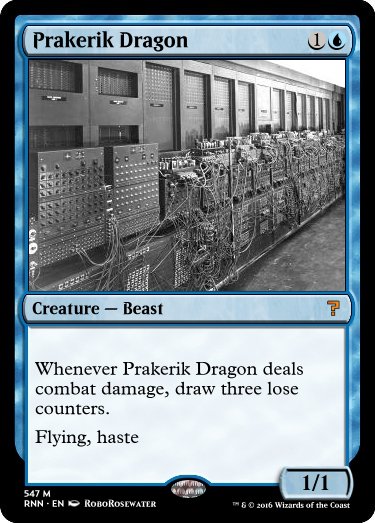 Prakerik Dragon 1
Creature — Beast
Whenever Prakerik Dragon deals
combat damage, draw three lose
counters.
Flying, haste
1/1
547 M
RNN • EN RoboRosewater
™ & © 2016 Wizards of the Coast